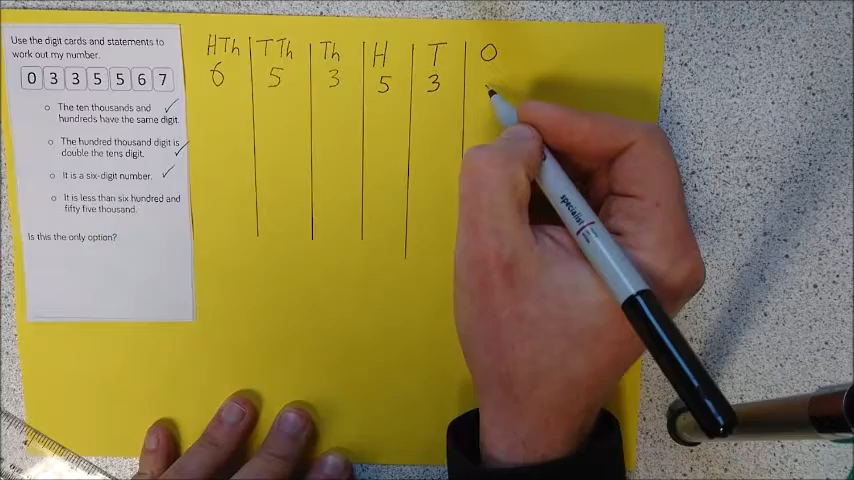 Use the digit cards and statements to
work out my number.
0 3 3 5 5 6 7
The ten thousands and
hundreds have the same digit.
The hundred thousand digit is
double the tens digit.
It is a six-digit number.
It is less than six hundred and
fifty five thousand.
Is this the only option?
HTh TTh Th H T O
6 5 3 5 3
specialist